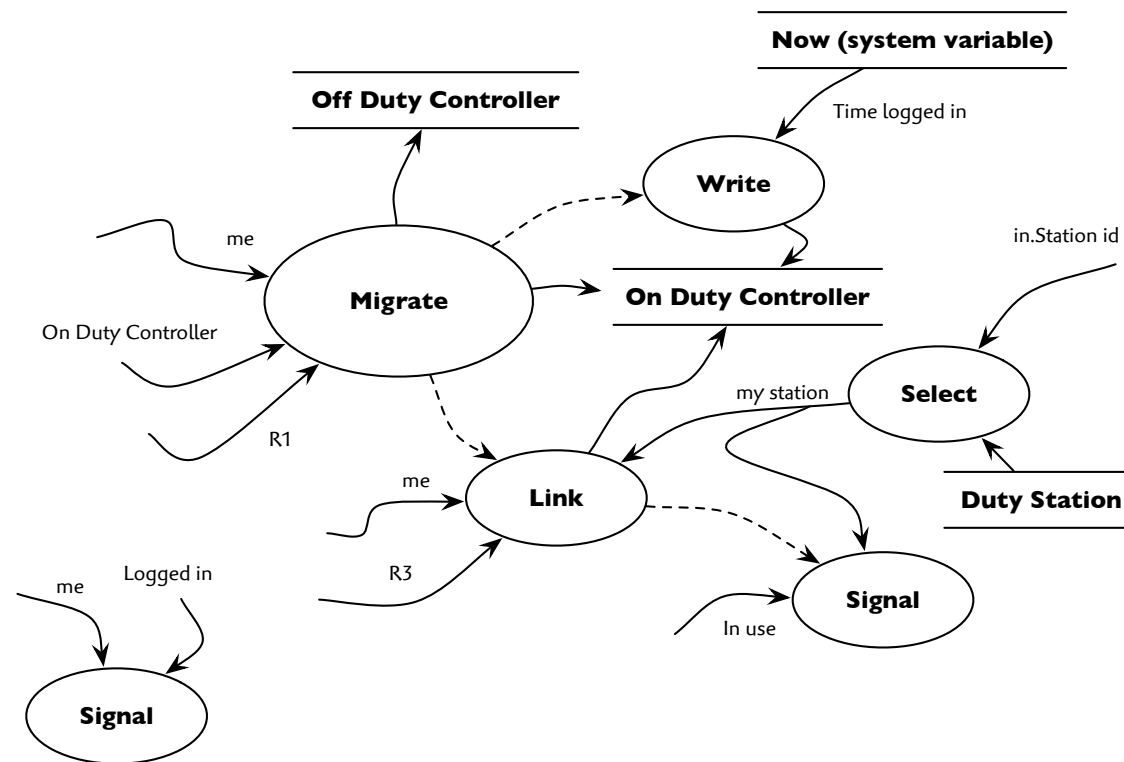 Now (system variable)
Off Duty Controller
Time logged in
Write
me
in.Station id
Migrate
On Duty Controller
On Duty Controller
my station
Select
R1
me
Link
Duty Station
R3
me
Logged in
Signal
In use
Signal